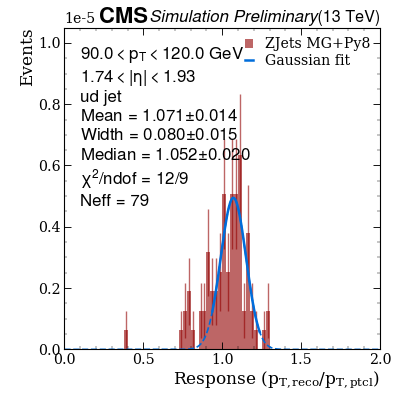 1e-5 CMS Simulation Preliminary (13 TeV)
Events
90.0 < pT < 120.0 GeV
1.74 < |η| < 1.93
ud jet
Mean = 1.071±0.014
Width = 0.080±0.015
Median = 1.052±0.020
χ²/ndof = 12/9
Neff = 79
ZJets MG+Py8
Gaussian fit
1.0
0.8
0.6
0.4
0.2
0.0
0.0 0.5 1.0 1.5 2.0
Response (pT,reco/pT,ptcl)